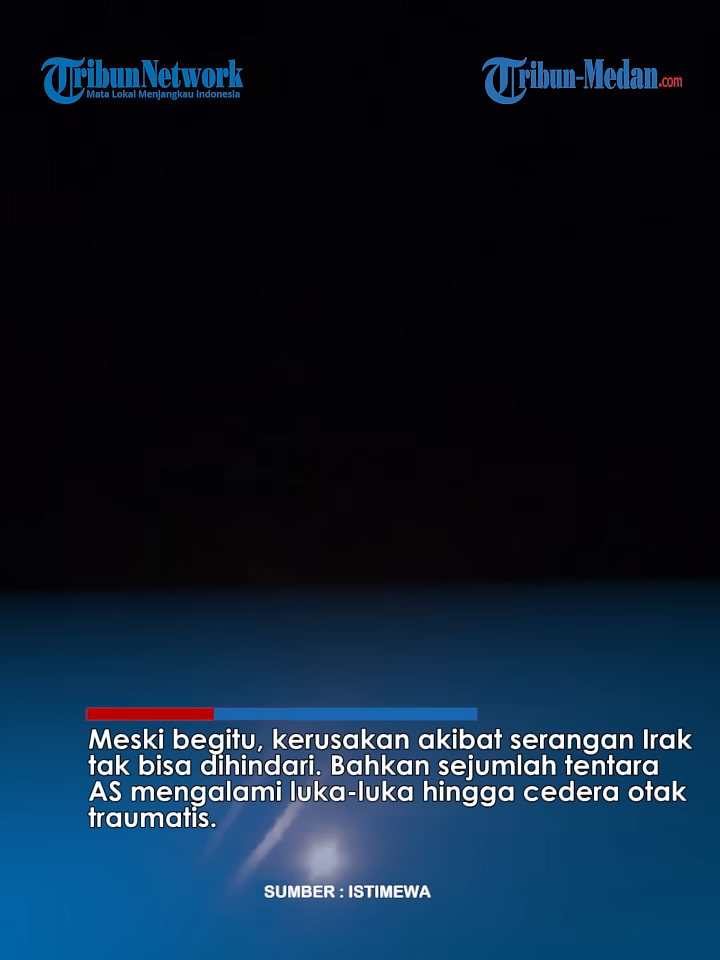 TribunNetwork
Mata Lokal Menjangkau Indonesia
Tribun-Medan.com
Meski begitu, kerusakan akibat serangan Irak
tak bisa dihindari. Bahkan sejumlah tentara
AS mengalami luka-luka hingga cedera otak
traumatis.
SUMBER : ISTIMEWA